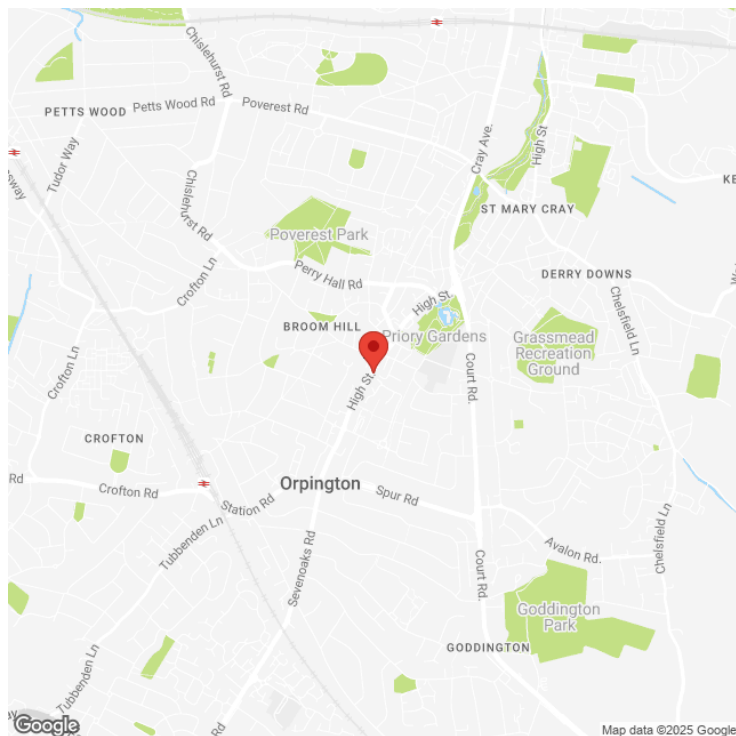 Chislehurst Rd
PETTS WOOD
Petts Wood Rd
Poverest Rd
Cray Ave.
High St
Tudor Way
Chislehurst Rd
ST MARY CRAY
Poverest Park
Crofton Ln
Perry Hall Rd
DERRY DOWNS
High St.
Chelsfield Ln
BROOM HILL
Priory Gardens
Grassmead
Recreation
Ground
Crofton Ln
High St.
Court Rd.
CROFTON
Orpington
Crofton Rd
Station Rd
Spur Rd
Tubbenden Ln
Sevenoaks Rd
Avalon Rd.
Chelsfield Ln
Court Rd.
Goddington
Park
GODDINGTON
Tubbenden Ln
Rd
Rd
Google
Map data ©2025 Google